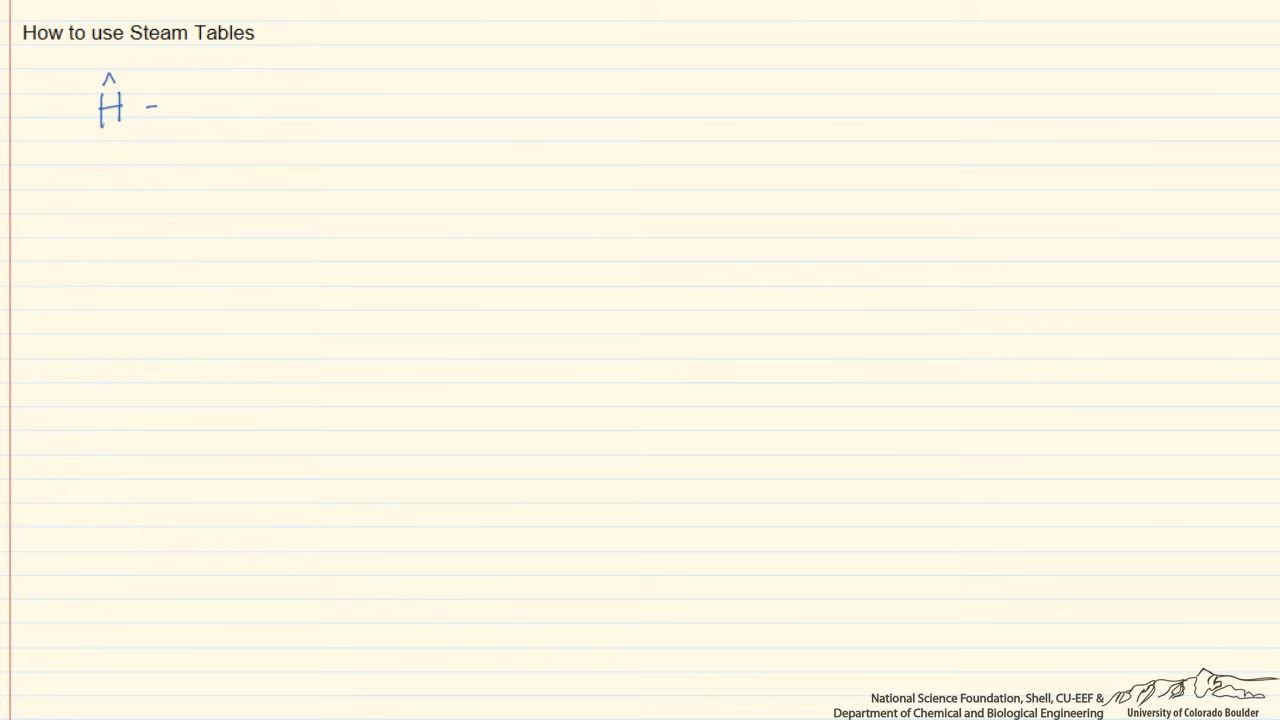 How to use Steam Tables
Ĥ -
National Science Foundation, Shell, CU-EEF &
Department of Chemical and Biological Engineering
University of Colorado Boulder